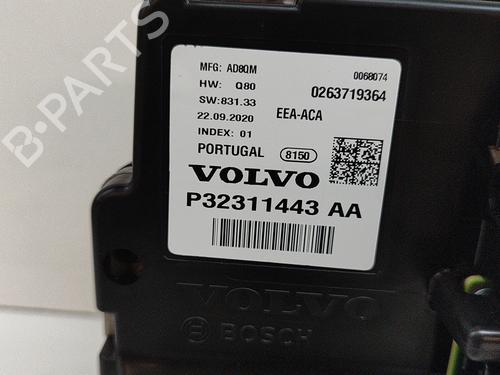 B-PARTS
MFG: AD8QM 0068074
HW: Q80 0263719364
SW:831.33
22.09.2020 EEA-ACA
INDEX: 01
PORTUGAL 8150
VOLVO
P32311443 AA
VOLVO
BOSCH